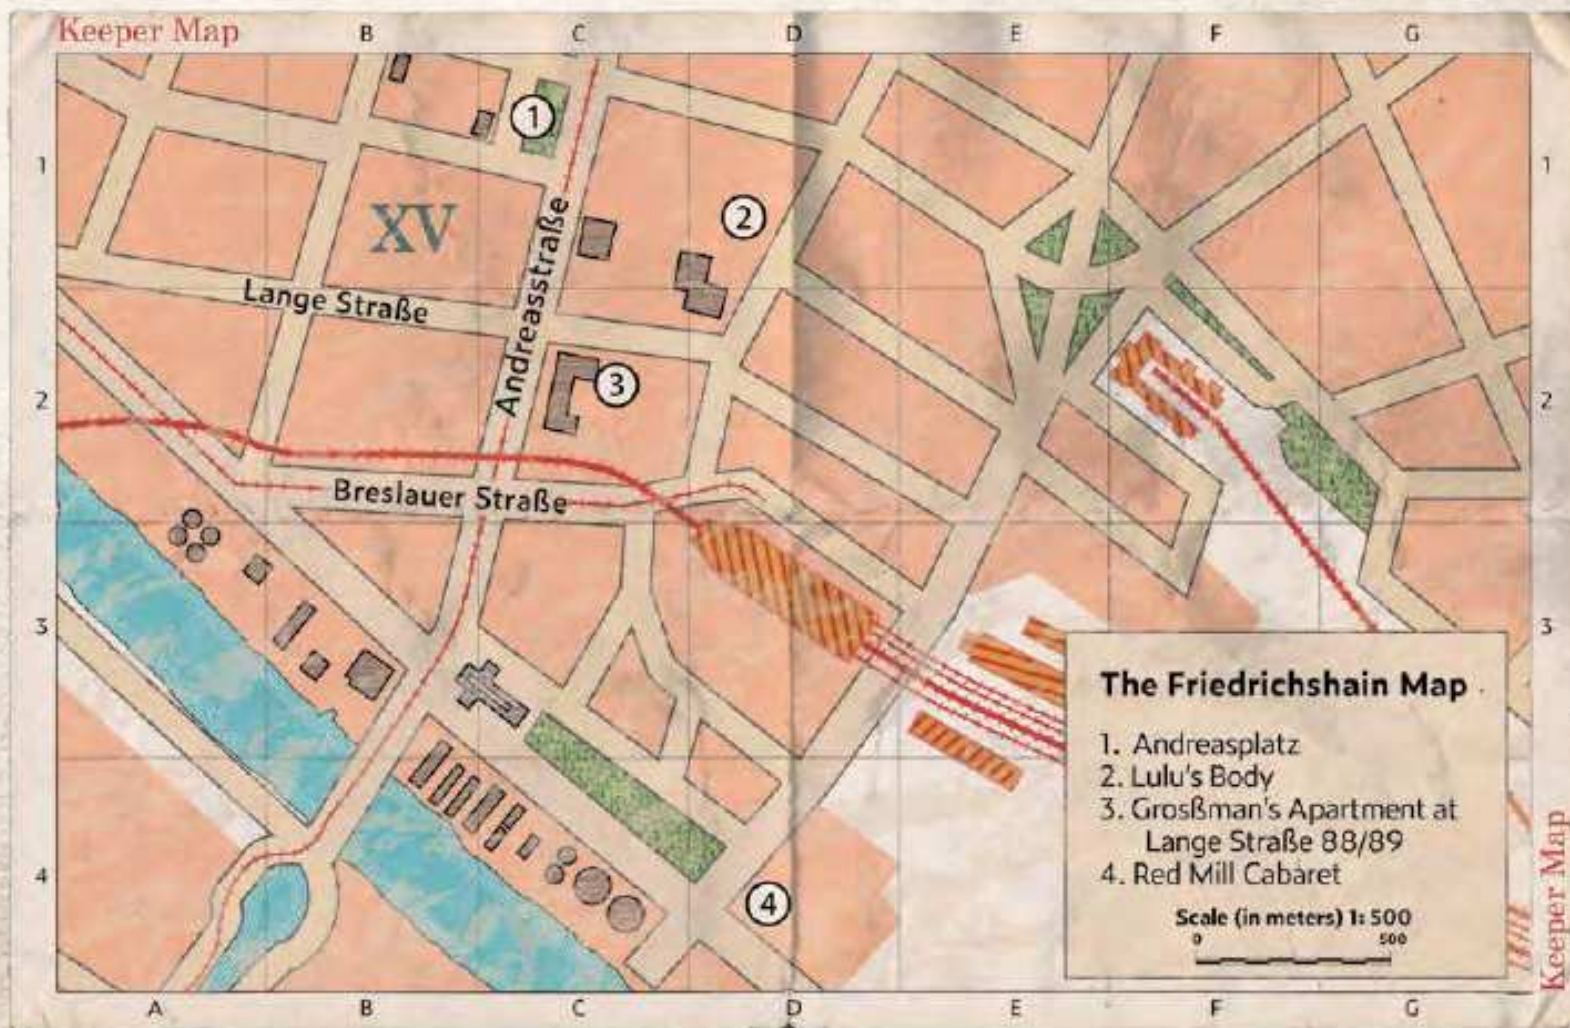 Keeper Map
A B C D E F G
1 1
1
2
XV
Andreasstraße
Lange Straße
3
2 2
Breslauer Straße
3 3
The Friedrichshain Map
1. Andreasplatz
2. Lulu's Body
3. Grosßman's Apartment at
Lange Straße 88/89
4. Red Mill Cabaret
4
4
Scale (in meters) 1: 500
0 500
Keeper Map
A B C D E F G